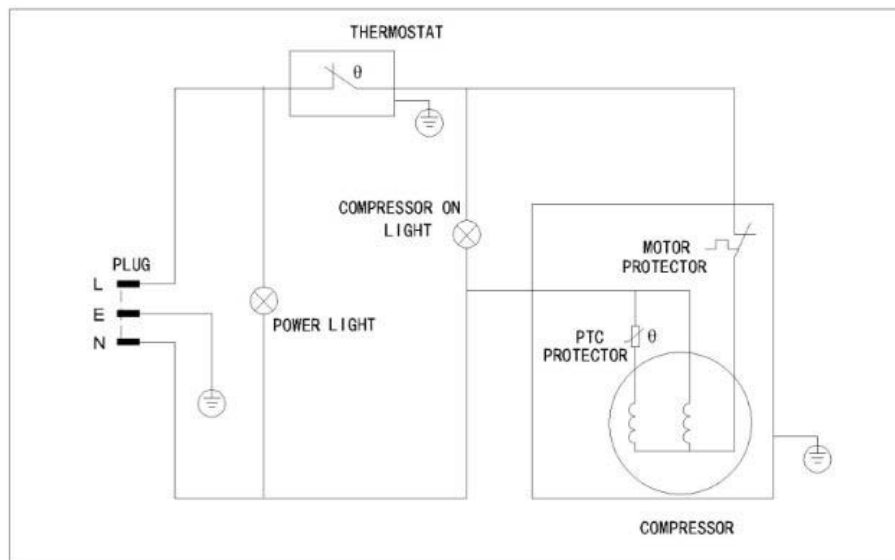 THERMOSTAT
θ
COMPRESSOR ON
LIGHT
MOTOR
PROTECTOR
PLUG
L
E
N
POWER LIGHT
PTC
PROTECTOR
θ
COMPRESSOR